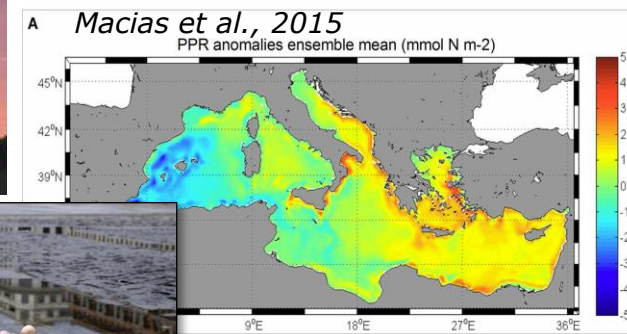 A Macias et al., 2015
PPR anomalies ensemble mean (mmol N m-2)
45°N
42°N
39°N
9°E 18°E 27°E 36°E
5
4
3
2
1
0
-1
-2
-3
-4
-5